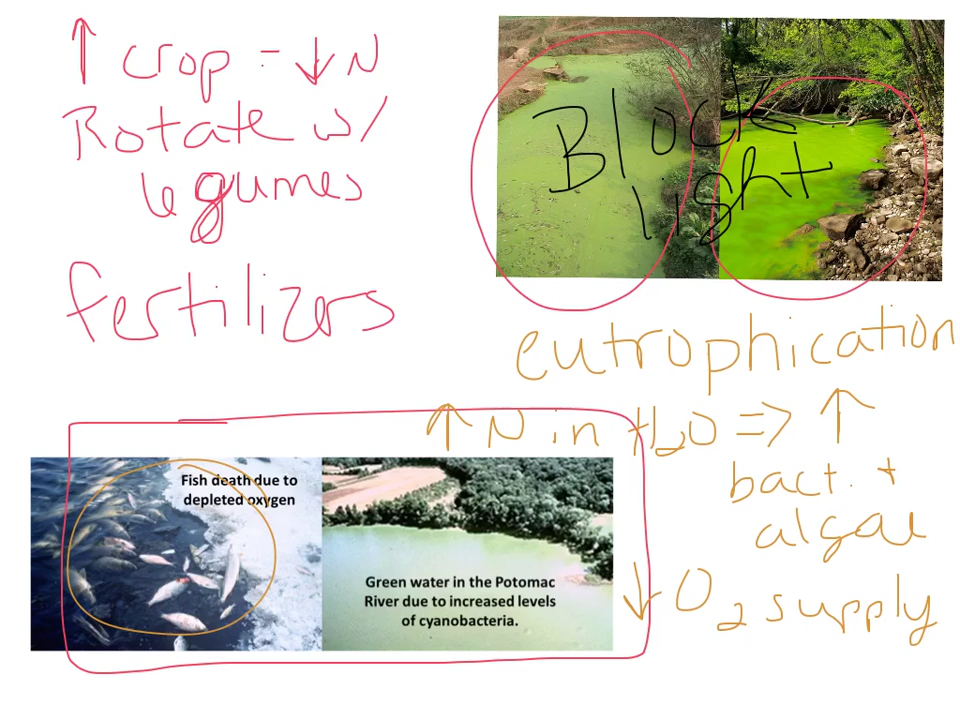 ↑ crop = ↓ N
Rotate w/
legumes
fertilizers
Block
light
eutrophication
↑ N in H2O => ↑
bact. +
algae
↓ O2 supply
Fish death due to
depleted oxygen
Green water in the Potomac
River due to increased levels
of cyanobacteria.